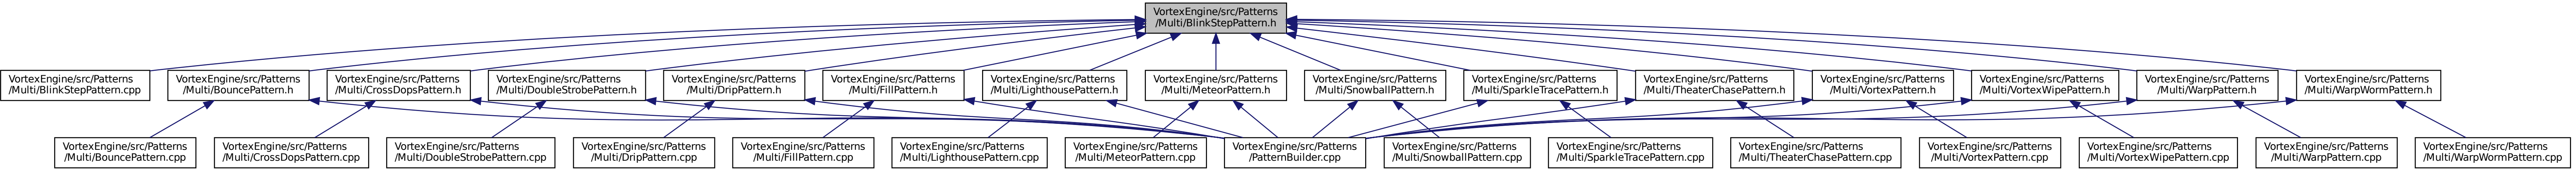 VortexEngine/src/Patterns
/Multi/BlinkStepPattern.h
VortexEngine/src/Patterns
/Multi/BlinkStepPattern.cpp
VortexEngine/src/Patterns
/Multi/BouncePattern.h
VortexEngine/src/Patterns
/Multi/CrossDopsPattern.h
VortexEngine/src/Patterns
/Multi/DoubleStrobePattern.h
VortexEngine/src/Patterns
/Multi/DripPattern.h
VortexEngine/src/Patterns
/Multi/FillPattern.h
VortexEngine/src/Patterns
/Multi/LighthousePattern.h
VortexEngine/src/Patterns
/Multi/MeteorPattern.h
VortexEngine/src/Patterns
/Multi/SnowballPattern.h
VortexEngine/src/Patterns
/Multi/SparkleTracePattern.h
VortexEngine/src/Patterns
/Multi/TheaterChasePattern.h
VortexEngine/src/Patterns
/Multi/VortexPattern.h
VortexEngine/src/Patterns
/Multi/VortexWipePattern.h
VortexEngine/src/Patterns
/Multi/WarpPattern.h
VortexEngine/src/Patterns
/Multi/WarpWormPattern.h
VortexEngine/src/Patterns
/Multi/BouncePattern.cpp
VortexEngine/src/Patterns
/Multi/CrossDopsPattern.cpp
VortexEngine/src/Patterns
/Multi/DoubleStrobePattern.cpp
VortexEngine/src/Patterns
/Multi/DripPattern.cpp
VortexEngine/src/Patterns
/Multi/FillPattern.cpp
VortexEngine/src/Patterns
/Multi/LighthousePattern.cpp
VortexEngine/src/Patterns
/Multi/MeteorPattern.cpp
VortexEngine/src/Patterns
/PatternBuilder.cpp
VortexEngine/src/Patterns
/Multi/SnowballPattern.cpp
VortexEngine/src/Patterns
/Multi/SparkleTracePattern.cpp
VortexEngine/src/Patterns
/Multi/TheaterChasePattern.cpp
VortexEngine/src/Patterns
/Multi/VortexPattern.cpp
VortexEngine/src/Patterns
/Multi/VortexWipePattern.cpp
VortexEngine/src/Patterns
/Multi/WarpPattern.cpp
VortexEngine/src/Patterns
/Multi/WarpWormPattern.cpp